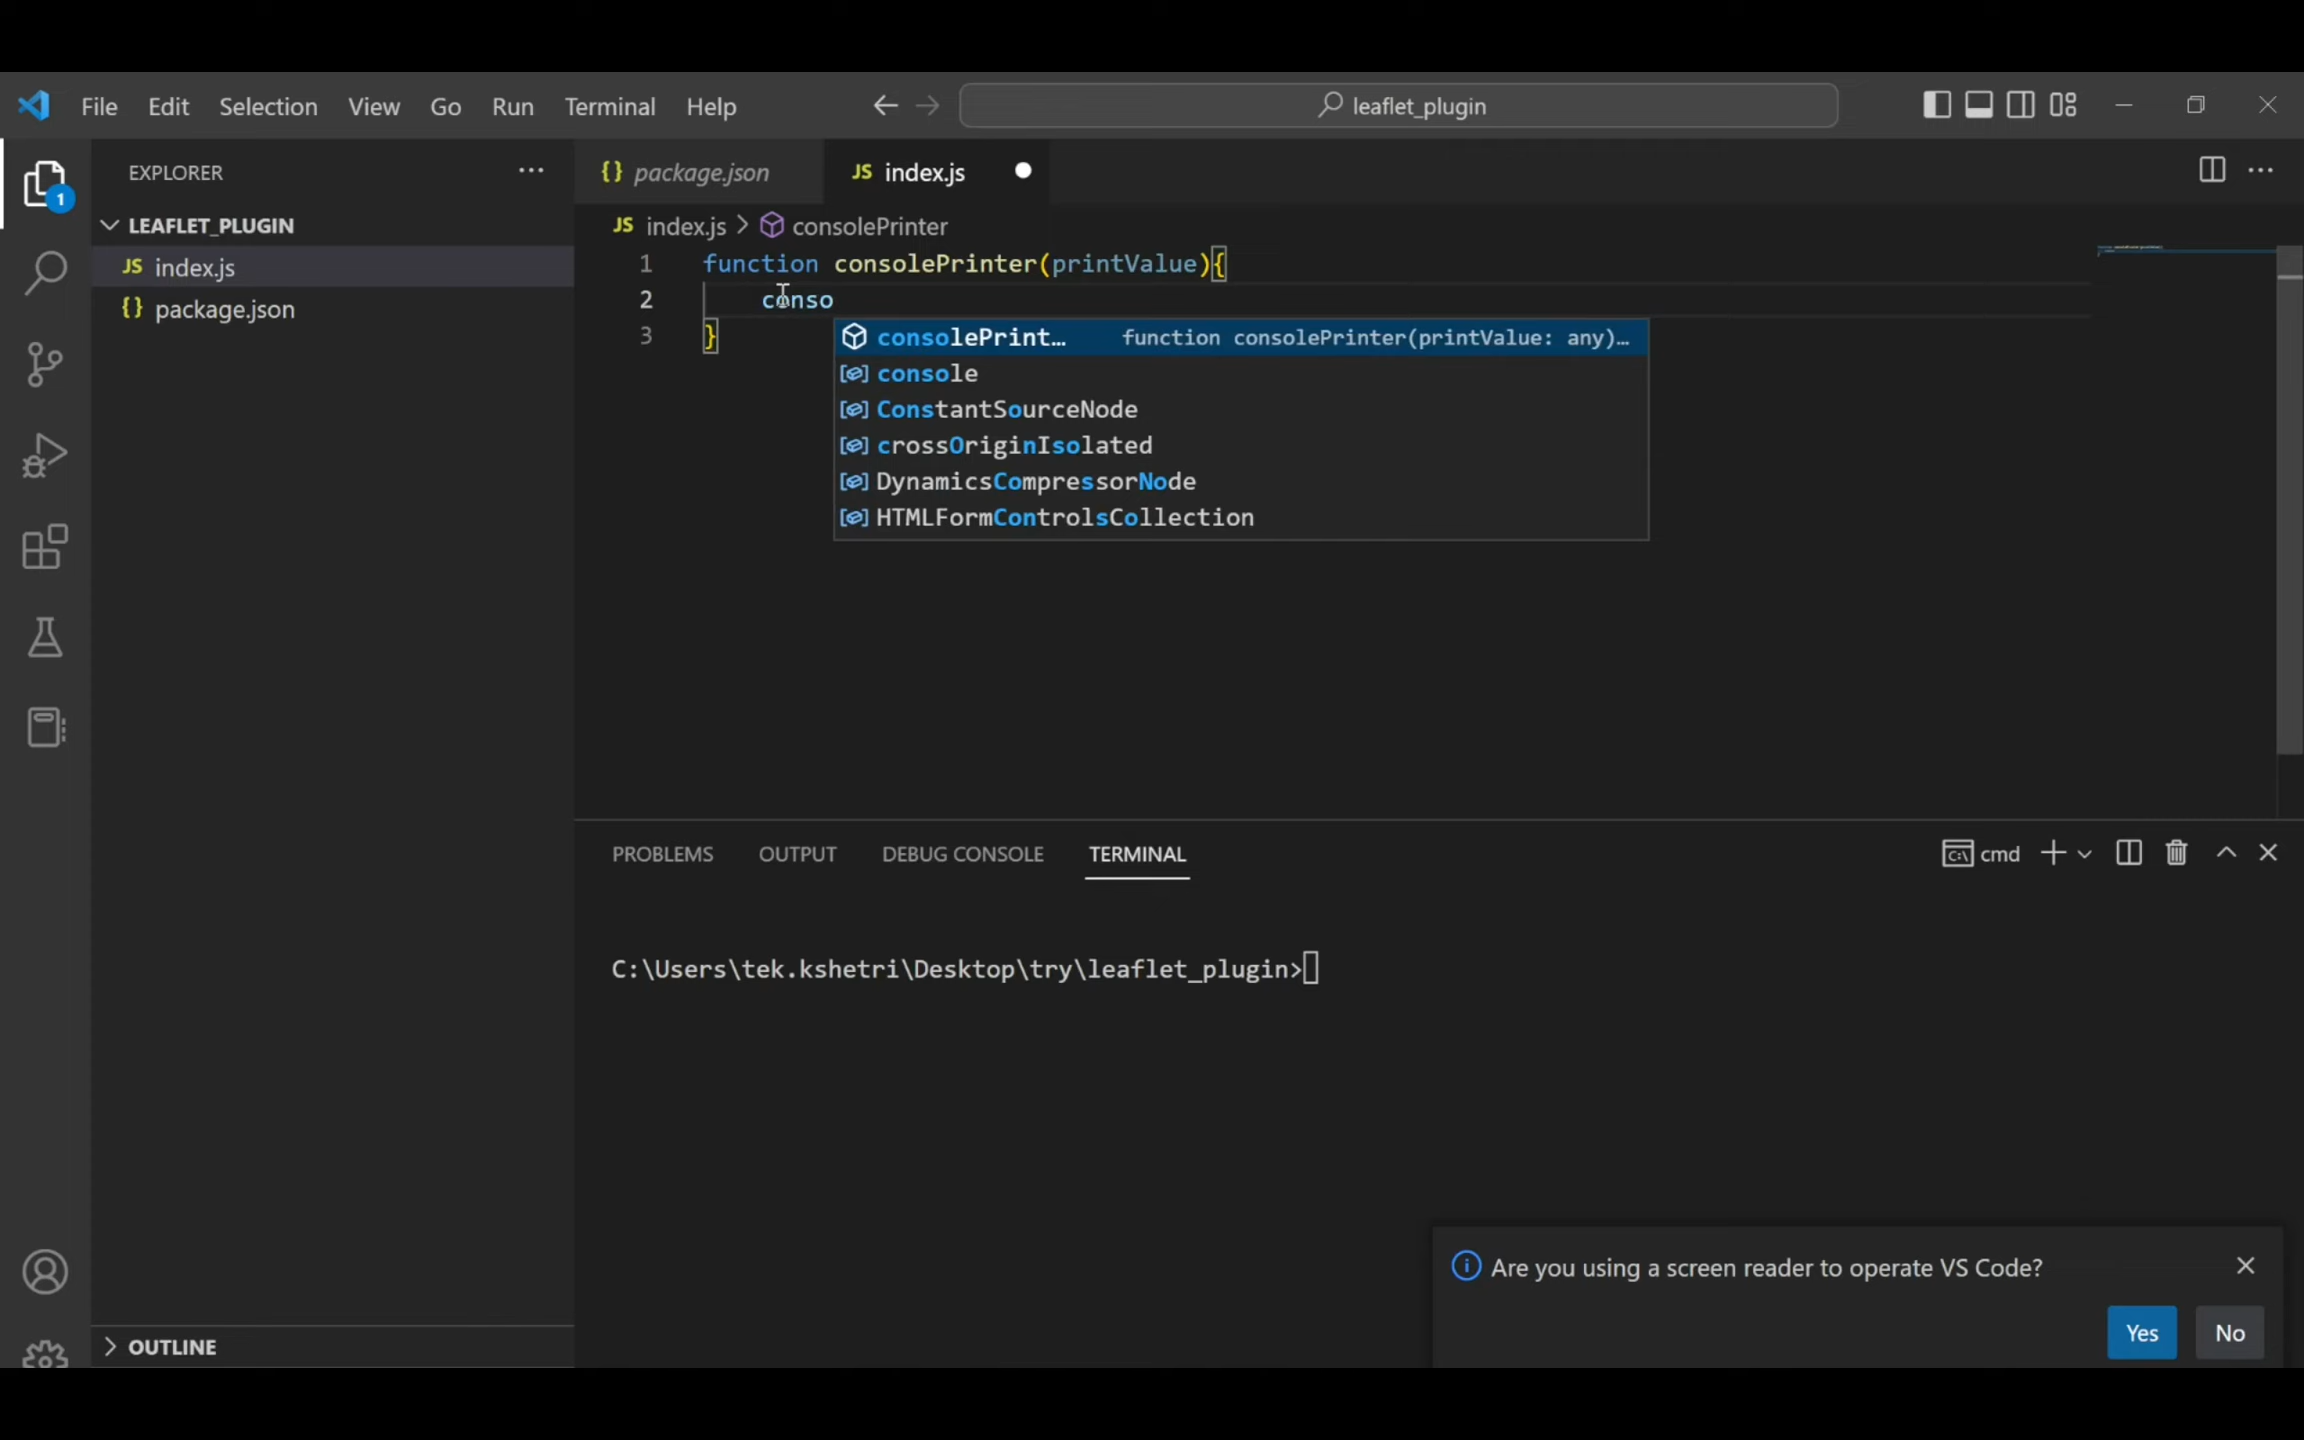 File Edit Selection View Go Run Terminal Help leaflet_plugin
EXPLORER
LEAFLET_PLUGIN
JS index.js
{} package.json
OUTLINE
1
{} package.json JS index.js
JS index.js > consolePrinter
1 function consolePrinter(printValue){
2 conso
3 }
consolePrint… function consolePrinter(printValue: any)…
console
ConstantSourceNode
crossOriginIsolated
DynamicsCompressorNode
HTMLFormControlsCollection
PROBLEMS OUTPUT DEBUG CONSOLE TERMINAL cmd
C:\Users\tek.kshetri\Desktop\try\leaflet_plugin>
Are you using a screen reader to operate VS Code?
Yes No